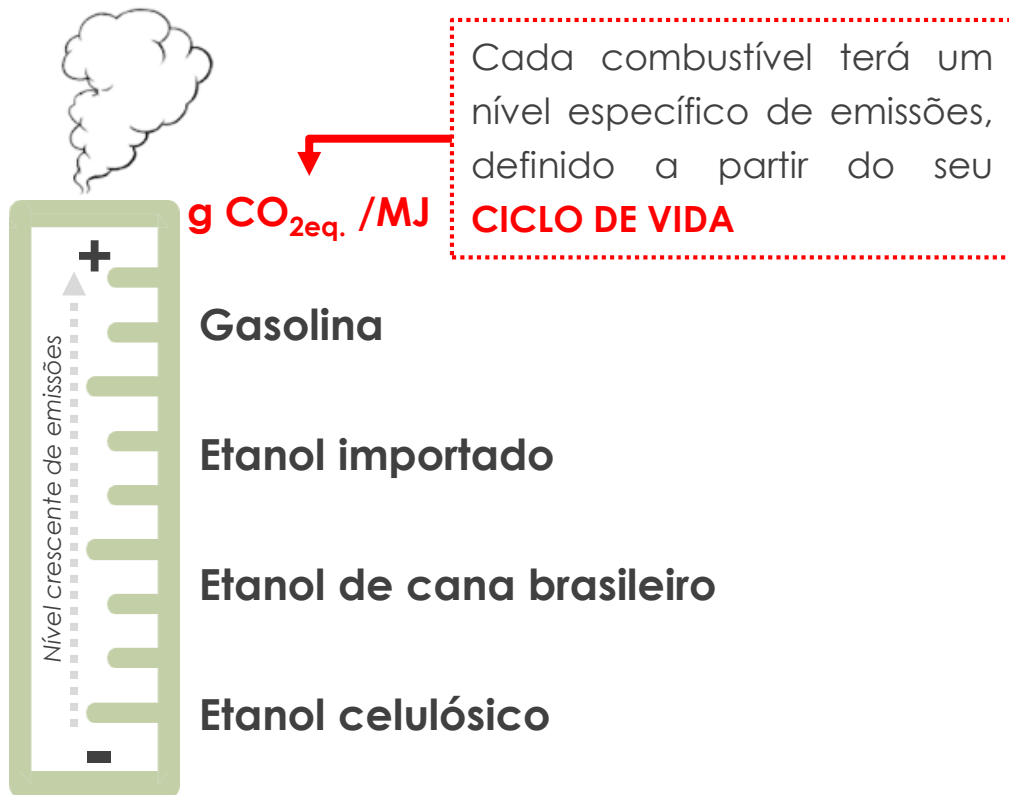 Cada combustível terá um
nível específico de emissões,
definido a partir do seu
CICLO DE VIDA
g CO2eq. /MJ
+
Nível crescente de emissões
-
Gasolina
Etanol importado
Etanol de cana brasileiro
Etanol celulósico